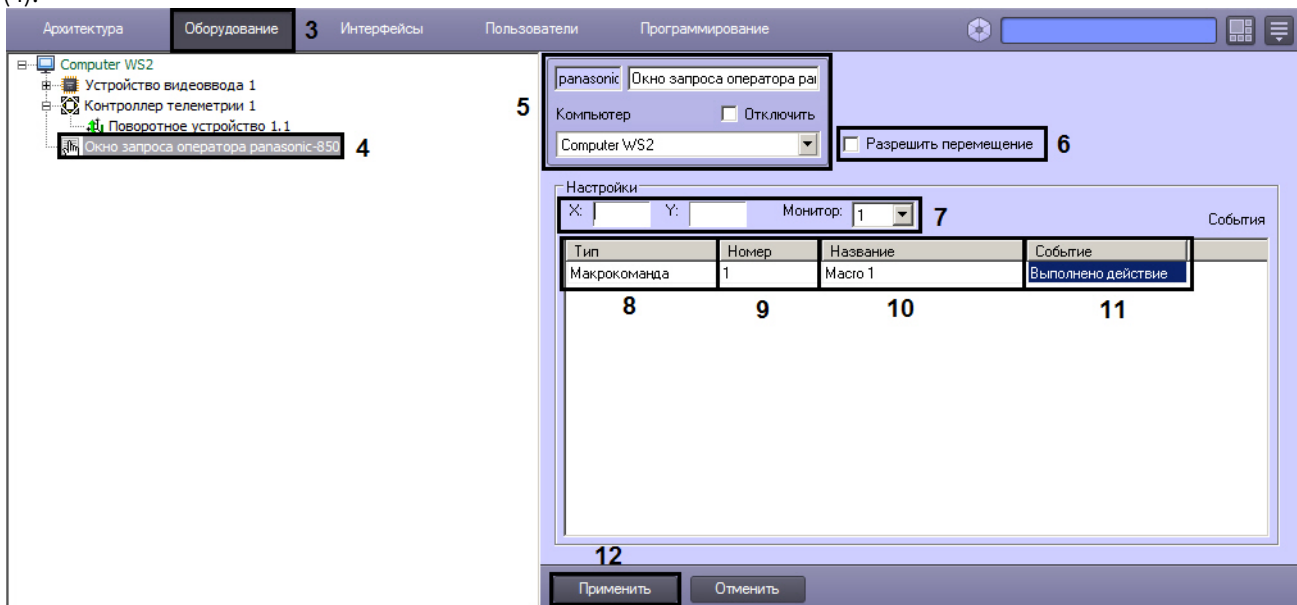 (4).
Архитектура Оборудование 3 Интерфейсы Пользователи Программирование
Computer WS2
Устройство видеоввода 1
Контроллер телеметрии 1
Поворотное устройство 1.1
Окно запроса оператора panasonic-850 4
5
panasonic Окно запроса оператора pai
Компьютер Отключить
Computer WS2
Разрешить перемещение 6
Настройки
X: Y: Монитор: 1 7
События
Тип Номер Название Событие
Макрокоманда 1 Macro 1 Выполнено действие
8 9 10 11
12
Применить Отменить